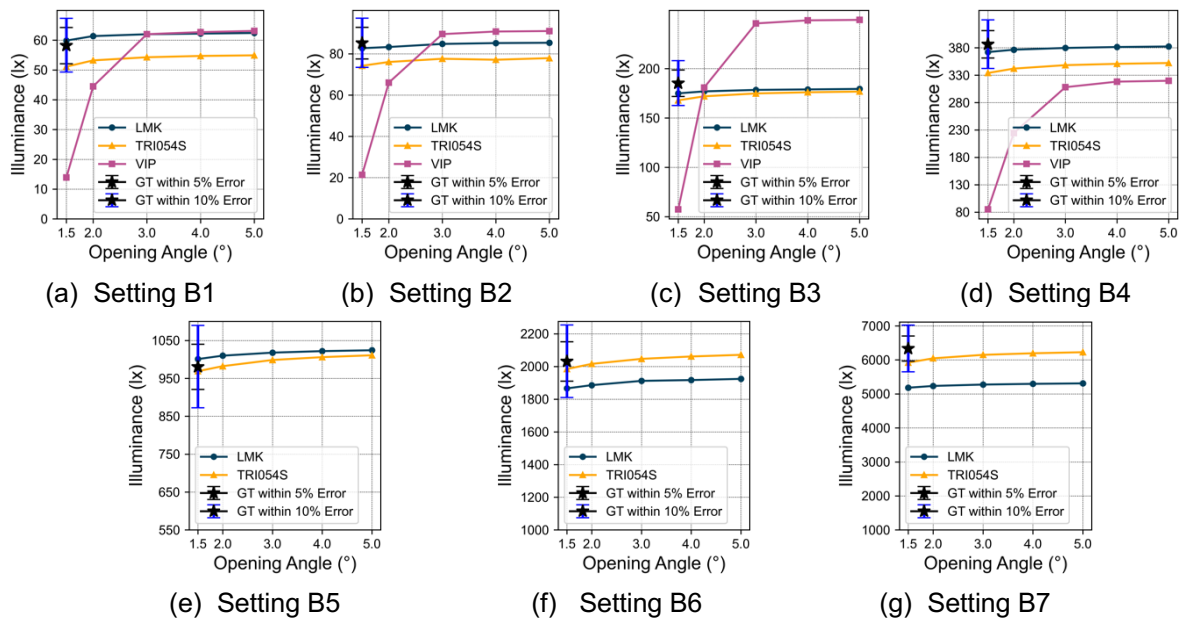 Illuminance (lx)
60
50
40
30
20
10
0
LMK
TRI054S
VIP
GT within 5% Error
GT within 10% Error
1.5 2.0 3.0 4.0 5.0
Opening Angle (°)
(a) Setting B1
Illuminance (lx)
80
60
40
20
0
LMK
TRI054S
VIP
GT within 5% Error
GT within 10% Error
1.5 2.0 3.0 4.0 5.0
Opening Angle (°)
(b) Setting B2
Illuminance (lx)
200
150
100
50
LMK
TRI054S
VIP
GT within 5% Error
GT within 10% Error
1.5 2.0 3.0 4.0 5.0
Opening Angle (°)
(c) Setting B3
Illuminance (lx)
380
330
280
230
180
130
80
LMK
TRI054S
VIP
GT within 5% Error
GT within 10% Error
1.5 2.0 3.0 4.0 5.0
Opening Angle (°)
(d) Setting B4
Illuminance (lx)
1050
950
850
750
650
550
LMK
TRI054S
GT within 5% Error
GT within 10% Error
1.5 2.0 3.0 4.0 5.0
Opening Angle (°)
(e) Setting B5
Illuminance (lx)
2200
2000
1800
1600
1400
1200
1000
LMK
TRI054S
GT within 5% Error
GT within 10% Error
1.5 2.0 3.0 4.0 5.0
Opening Angle (°)
(f) Setting B6
Illuminance (lx)
7000
6000
5000
4000
3000
2000
1000
LMK
TRI054S
GT within 5% Error
GT within 10% Error
1.5 2.0 3.0 4.0 5.0
Opening Angle (°)
(g) Setting B7